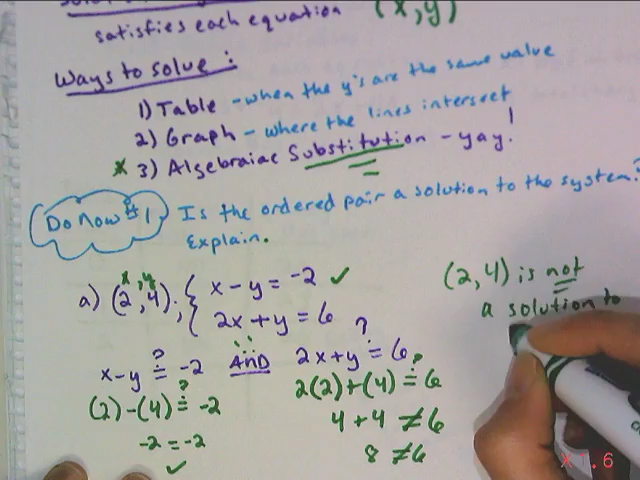 satisfies each equation (x,y)
Ways to solve:
1) Table - when the y's are the same value
2) Graph - where the lines intersect
* 3) Algebraiac Substitution - yay!
Do Now #1 Is the ordered pair a solution to the system?
Explain.
x, y
a) (2,4); { x-y = -2 ✓
2x+y = 6
(2,4) is not
a solution to
x-y ≟ -2 AND 2x+y ≟ 6
(2)-(4) ≟ -2 2(2)+(4) ≟ 6
-2 = -2 4+4 ≠ 6
✓ 8 ≠ 6
x1.6